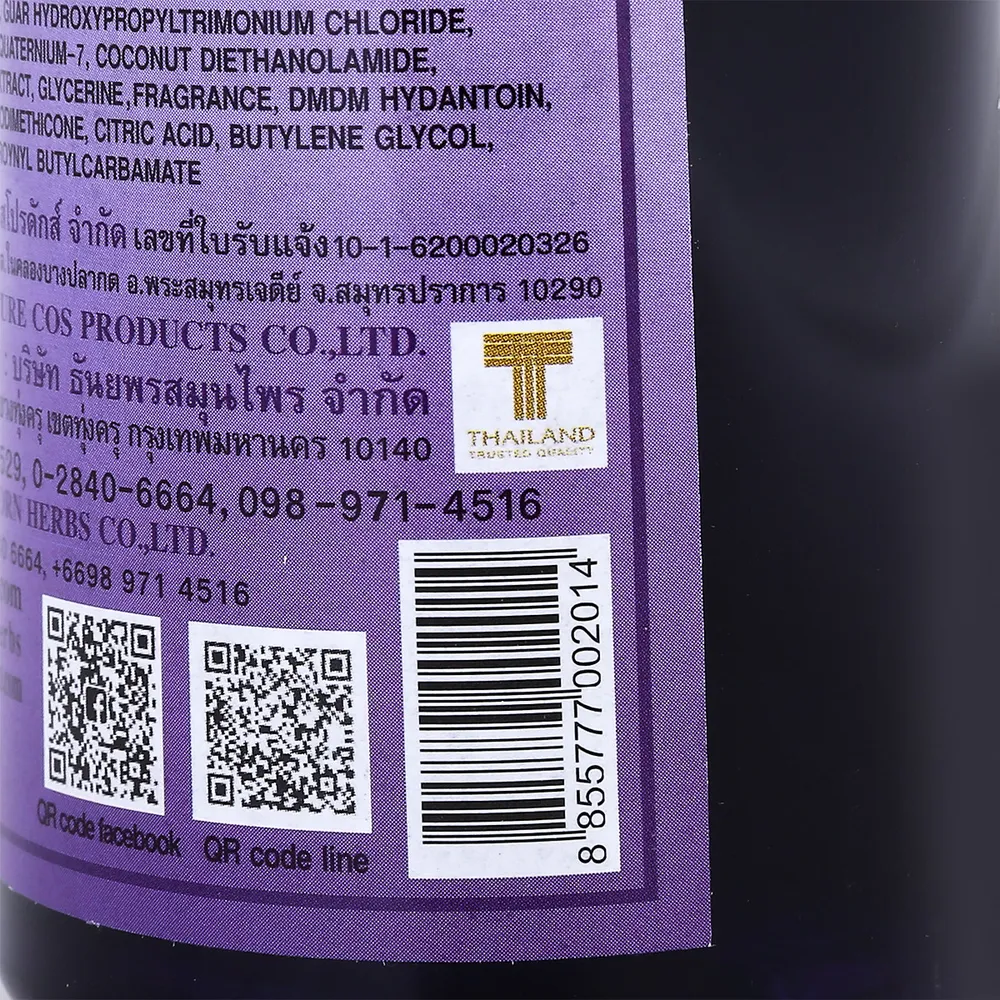 GUAR HYDROXYPROPYLTRIMONIUM CHLORIDE,
QUATERNIUM-7, COCONUT DIETHANOLAMIDE,
TRACT, GLYCERINE, FRAGRANCE, DMDM HYDANTOIN,
ODIMETHICONE, CITRIC ACID, BUTYLENE GLYCOL,
OYNYL BUTYLCARBAMATE
สโปรดักส์ จำกัด เลขที่ใบรับแจ้ง 10-1-6200020326
ต.ในคลองบางปลากด อ.พระสมุทรเจดีย์ จ.สมุทรปราการ 10290
URE COS PRODUCTS CO.,LTD.
: บริษัท ธันยพรสมุนไพร จำกัด
ทุ่งครุ เขตทุ่งครุ กรุงเทพมหานคร 10140
529, 0-2840-6664, 098-971-4516
ORN HERBS CO.,LTD.
0 6664, +6698 971 4516
com
erbs
com
THAILAND
TRUSTED QUALITY
QR code facebook
QR code line
8 855777 002014